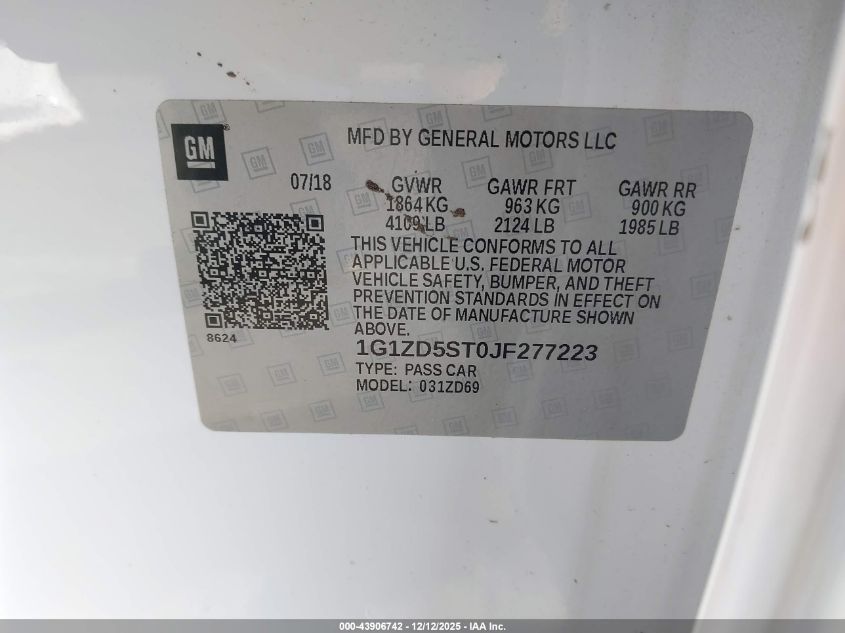 GM
MFD BY GENERAL MOTORS LLC
07/18
GVWR GAWR FRT GAWR RR
1864 KG 963 KG 900 KG
4109 LB 2124 LB 1985 LB
THIS VEHICLE CONFORMS TO ALL
APPLICABLE U.S. FEDERAL MOTOR
VEHICLE SAFETY, BUMPER, AND THEFT
PREVENTION STANDARDS IN EFFECT ON
THE DATE OF MANUFACTURE SHOWN
ABOVE.
8624
1G1ZD5ST0JF277223
TYPE: PASS CAR
MODEL: 031ZD69
000-43906742 - 12/12/2025 - IAA Inc.